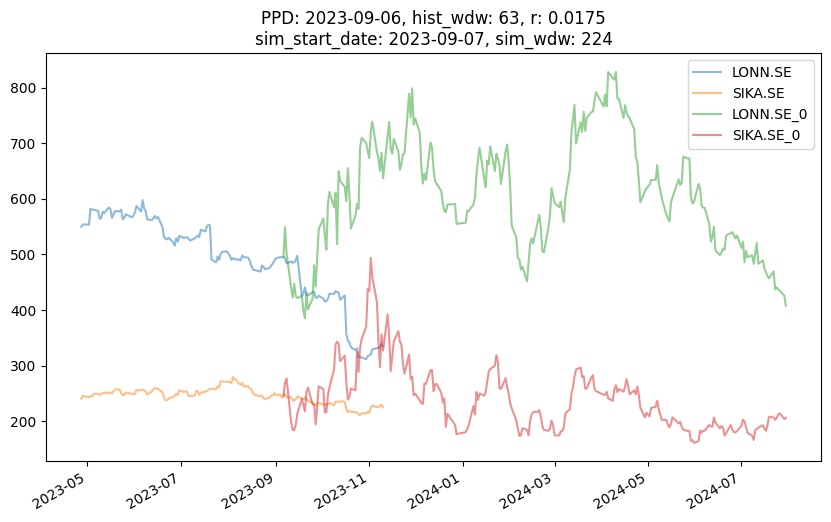 PPD: 2023-09-06, hist_wdw: 63, r: 0.0175
sim_start_date: 2023-09-07, sim_wdw: 224
LONN.SE
SIKA.SE
LONN.SE_0
SIKA.SE_0
800
700
600
500
400
300
200
2023-05
2023-07
2023-09
2023-11
2024-01
2024-03
2024-05
2024-07